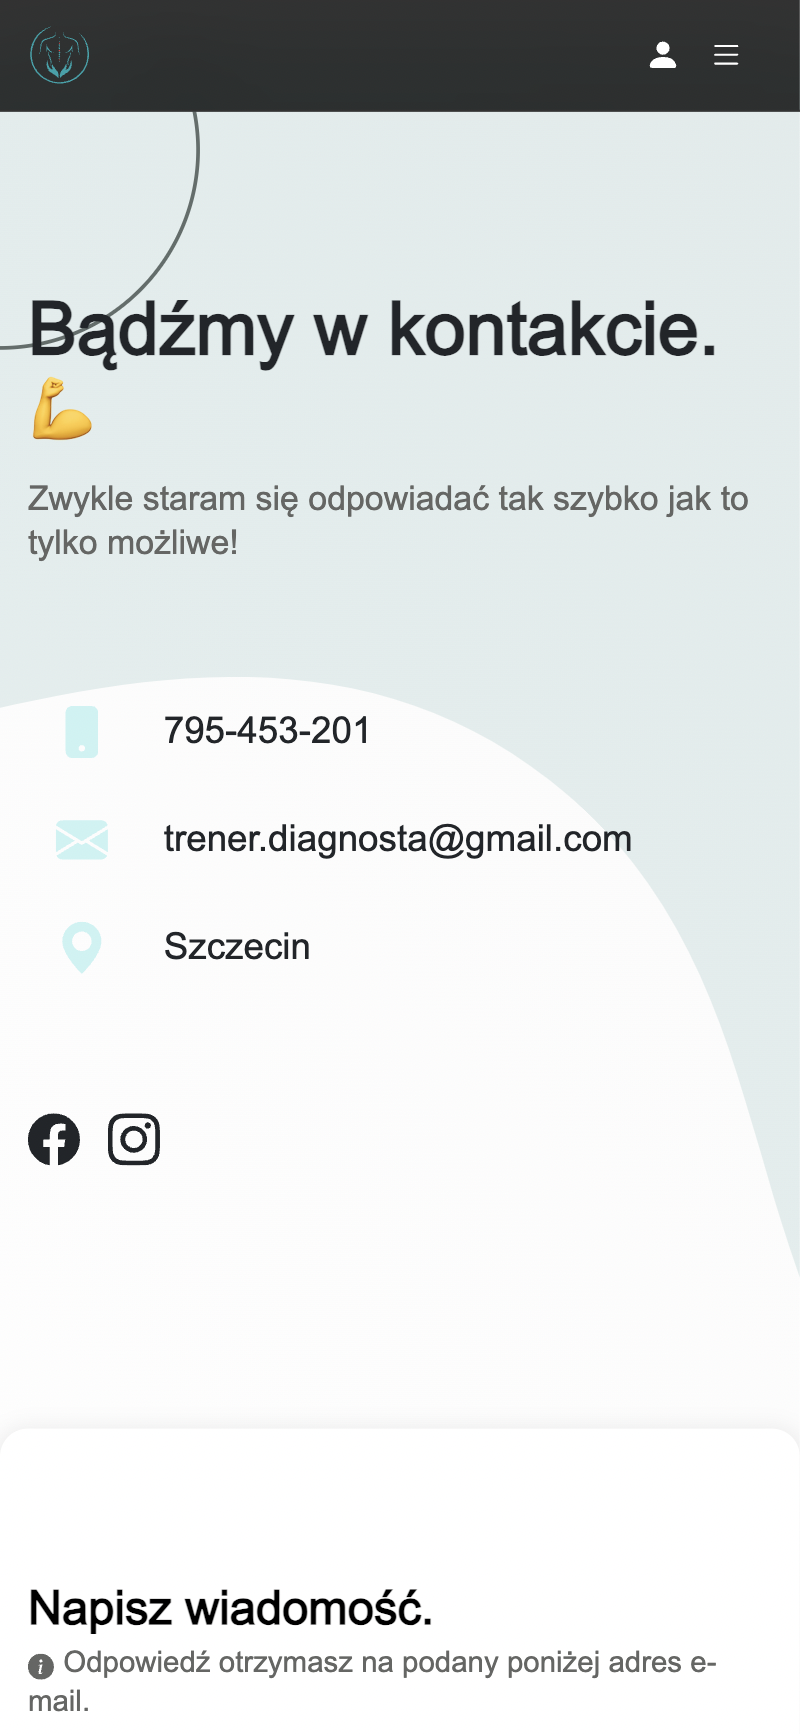 Bądźmy w kontakcie.
💪
Zwykle staram się odpowiadać tak szybko jak to
tylko możliwe!
795-453-201
trener.diagnosta@gmail.com
Szczecin
Napisz wiadomość.
Odpowiedź otrzymasz na podany poniżej adres e-
mail.